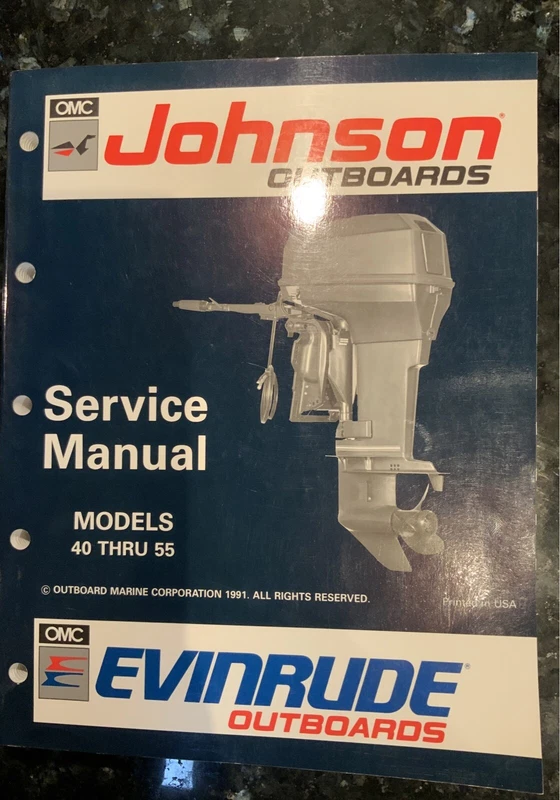 OMC
Johnson®
OUTBOARDS
Service
Manual
MODELS
40 THRU 55
© OUTBOARD MARINE CORPORATION 1991. ALL RIGHTS RESERVED.
Printed in USA
OMC
EVINRUDE®
OUTBOARDS